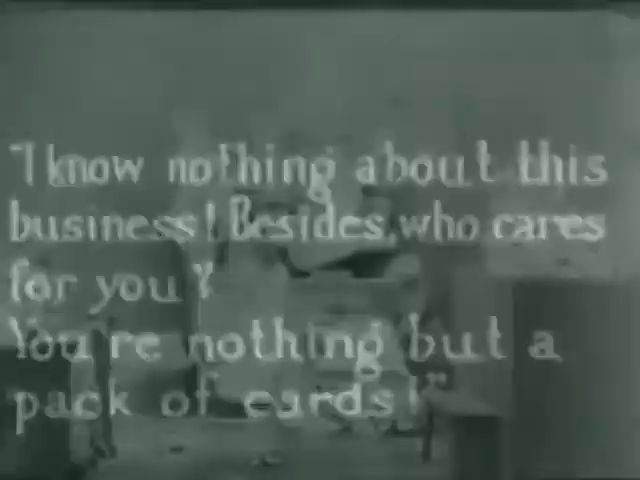 "I know nothing about this
business! Besides, who cares
for you?
You're nothing but a
pack of cards!"